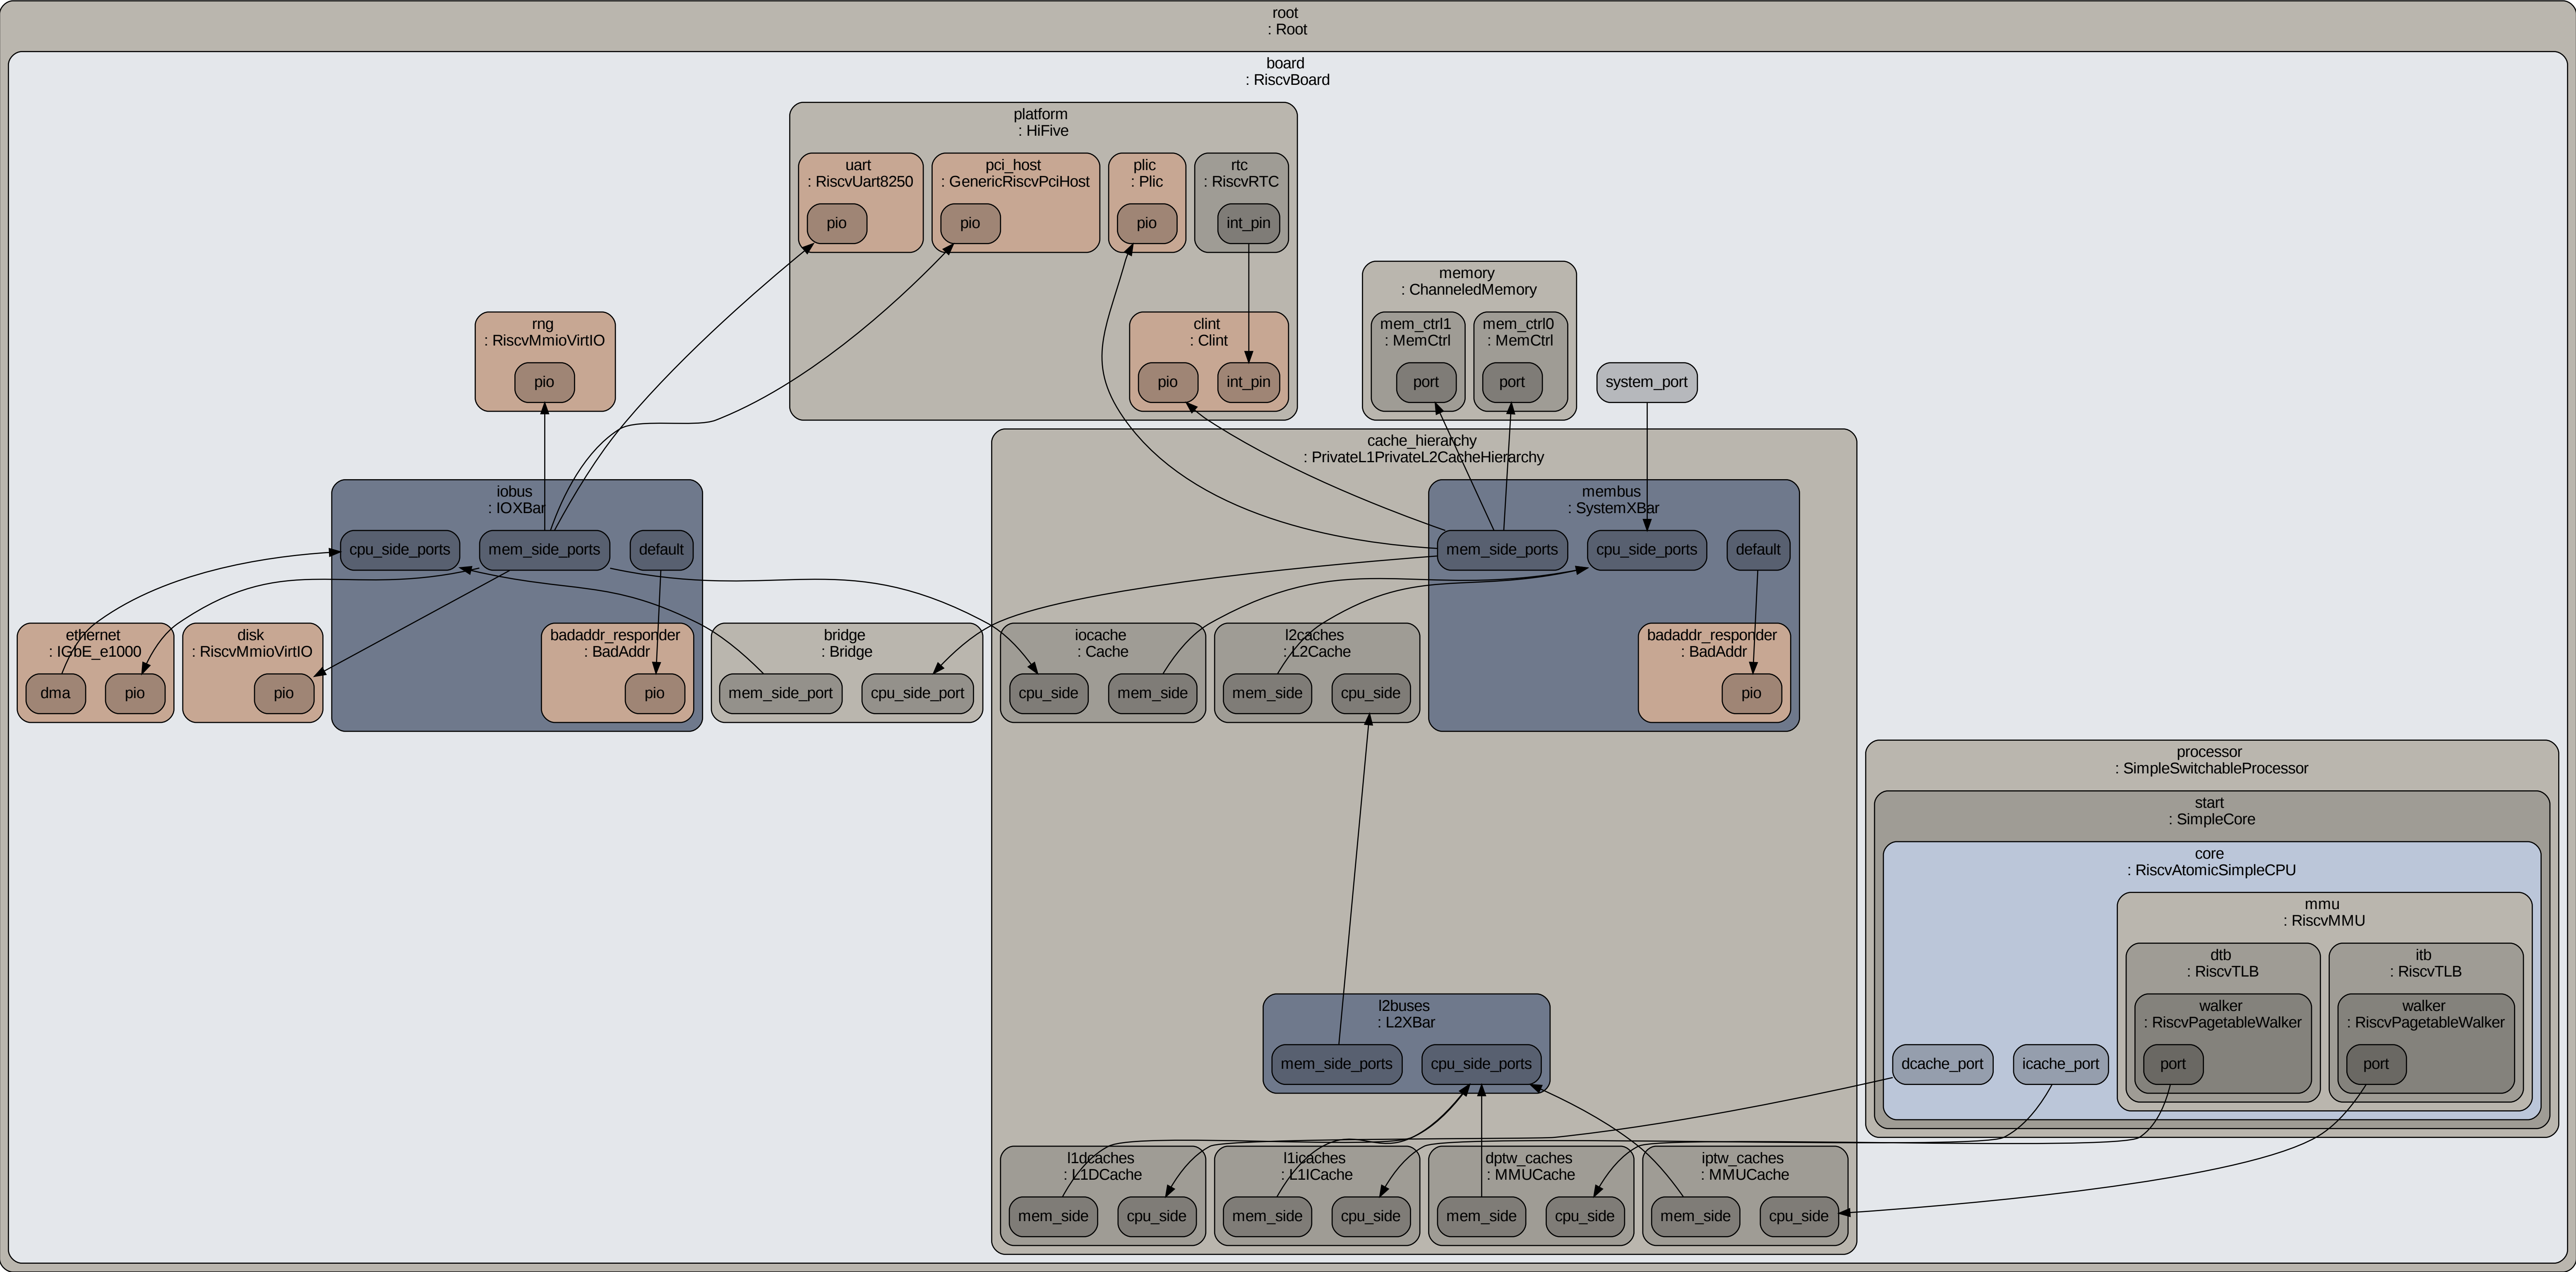 root
: Root
board
: RiscvBoard
platform
: HiFive
uart
: RiscvUart8250
pio
pci_host
: GenericRiscvPciHost
pio
plic
: Plic
pio
rtc
: RiscvRTC
int_pin
clint
: Clint
pio
int_pin
memory
: ChanneledMemory
mem_ctrl1
: MemCtrl
port
mem_ctrl0
: MemCtrl
port
system_port
rng
: RiscvMmioVirtIO
pio
iobus
: IOXBar
cpu_side_ports
mem_side_ports
default
badaddr_responder
: BadAddr
pio
ethernet
: IGbE_e1000
dma
pio
disk
: RiscvMmioVirtIO
pio
bridge
: Bridge
mem_side_port
cpu_side_port
cache_hierarchy
: PrivateL1PrivateL2CacheHierarchy
membus
: SystemXBar
mem_side_ports
cpu_side_ports
default
badaddr_responder
: BadAddr
pio
iocache
: Cache
cpu_side
mem_side
l2caches
: L2Cache
mem_side
cpu_side
l2buses
: L2XBar
mem_side_ports
cpu_side_ports
l1dcaches
: L1DCache
mem_side
cpu_side
l1icaches
: L1ICache
mem_side
cpu_side
dptw_caches
: MMUCache
mem_side
cpu_side
iptw_caches
: MMUCache
mem_side
cpu_side
processor
: SimpleSwitchableProcessor
start
: SimpleCore
core
: RiscvAtomicSimpleCPU
mmu
: RiscvMMU
dtb
: RiscvTLB
walker
: RiscvPagetableWalker
port
itb
: RiscvTLB
walker
: RiscvPagetableWalker
port
dcache_port
icache_port